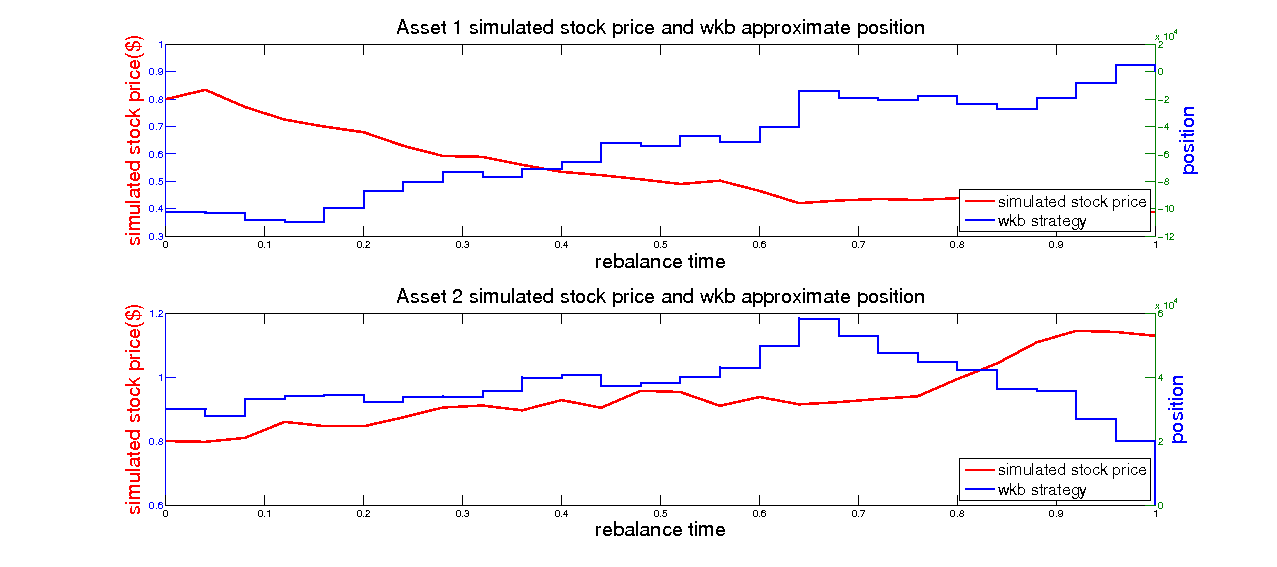 Asset 1 simulated stock price and wkb approximate position
x 10^4
simulated stock price($)
1
0.9
0.8
0.7
0.6
0.5
0.4
0.3
2
0
-2
-4
-6
-8
-10
-12
position
simulated stock price
wkb strategy
0 0.1 0.2 0.3 0.4 0.5 0.6 0.7 0.8 0.9 1
rebalance time
Asset 2 simulated stock price and wkb approximate position
x 10^4
simulated stock price($)
1.2
1
0.8
0.6
6
4
2
0
position
simulated stock price
wkb strategy
0 0.1 0.2 0.3 0.4 0.5 0.6 0.7 0.8 0.9 1
rebalance time